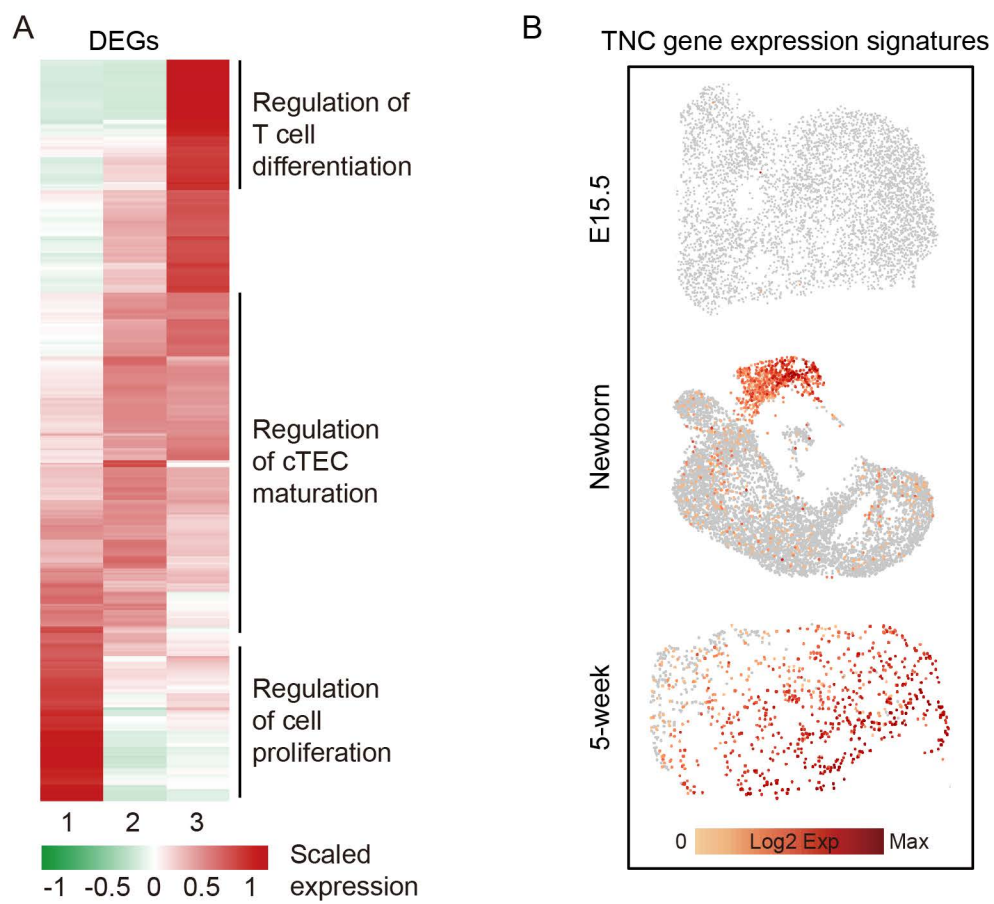 A
DEGs
Regulation of
T cell
differentiation
Regulation
of cTEC
maturation
Regulation
of cell
proliferation
1 2 3
-1 -0.5 0 0.5 1
Scaled
expression
B
TNC gene expression signatures
E15.5
Newborn
5-week
0 Log2 Exp Max